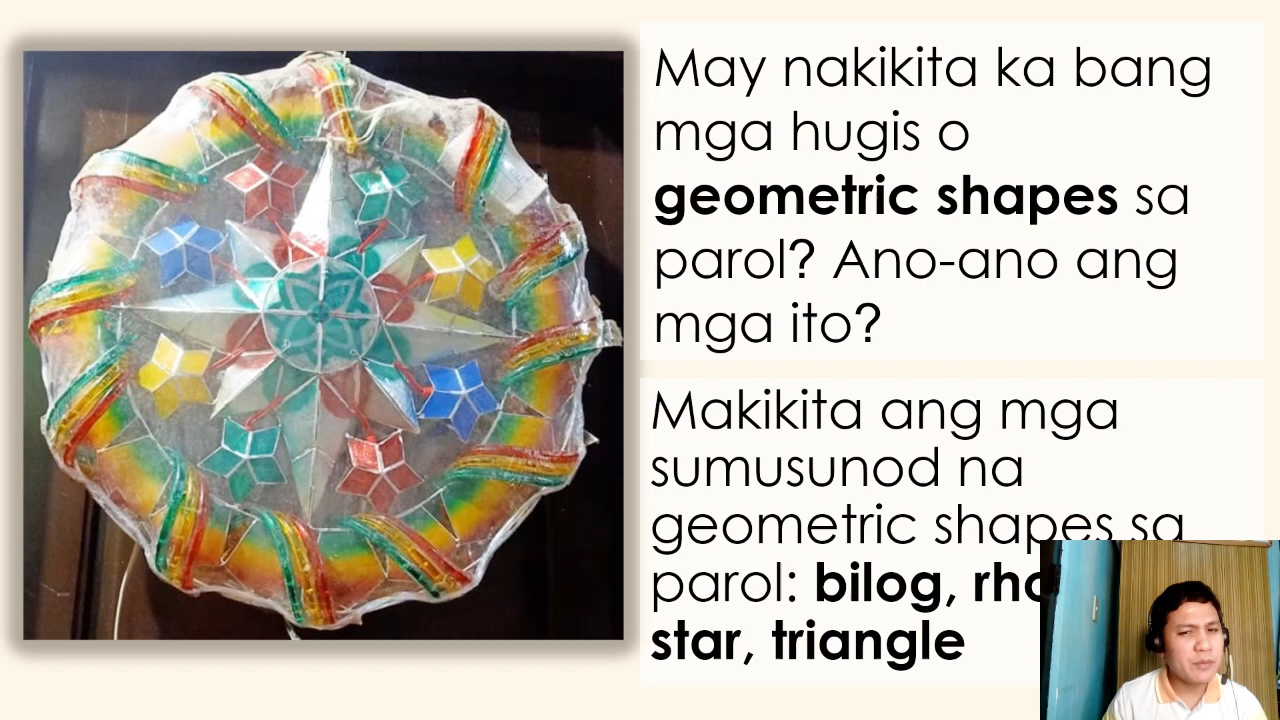 May nakikita ka bang
mga hugis o
geometric shapes sa
parol? Ano-ano ang
mga ito?
Makikita ang mga
sumusunod na
geometric shapes sa
parol: bilog,
star, triangle